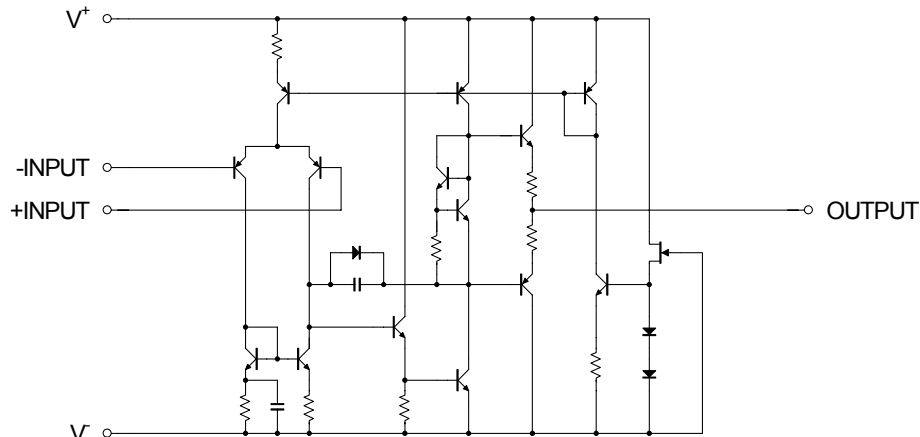 V+
-INPUT
+INPUT
OUTPUT
V-